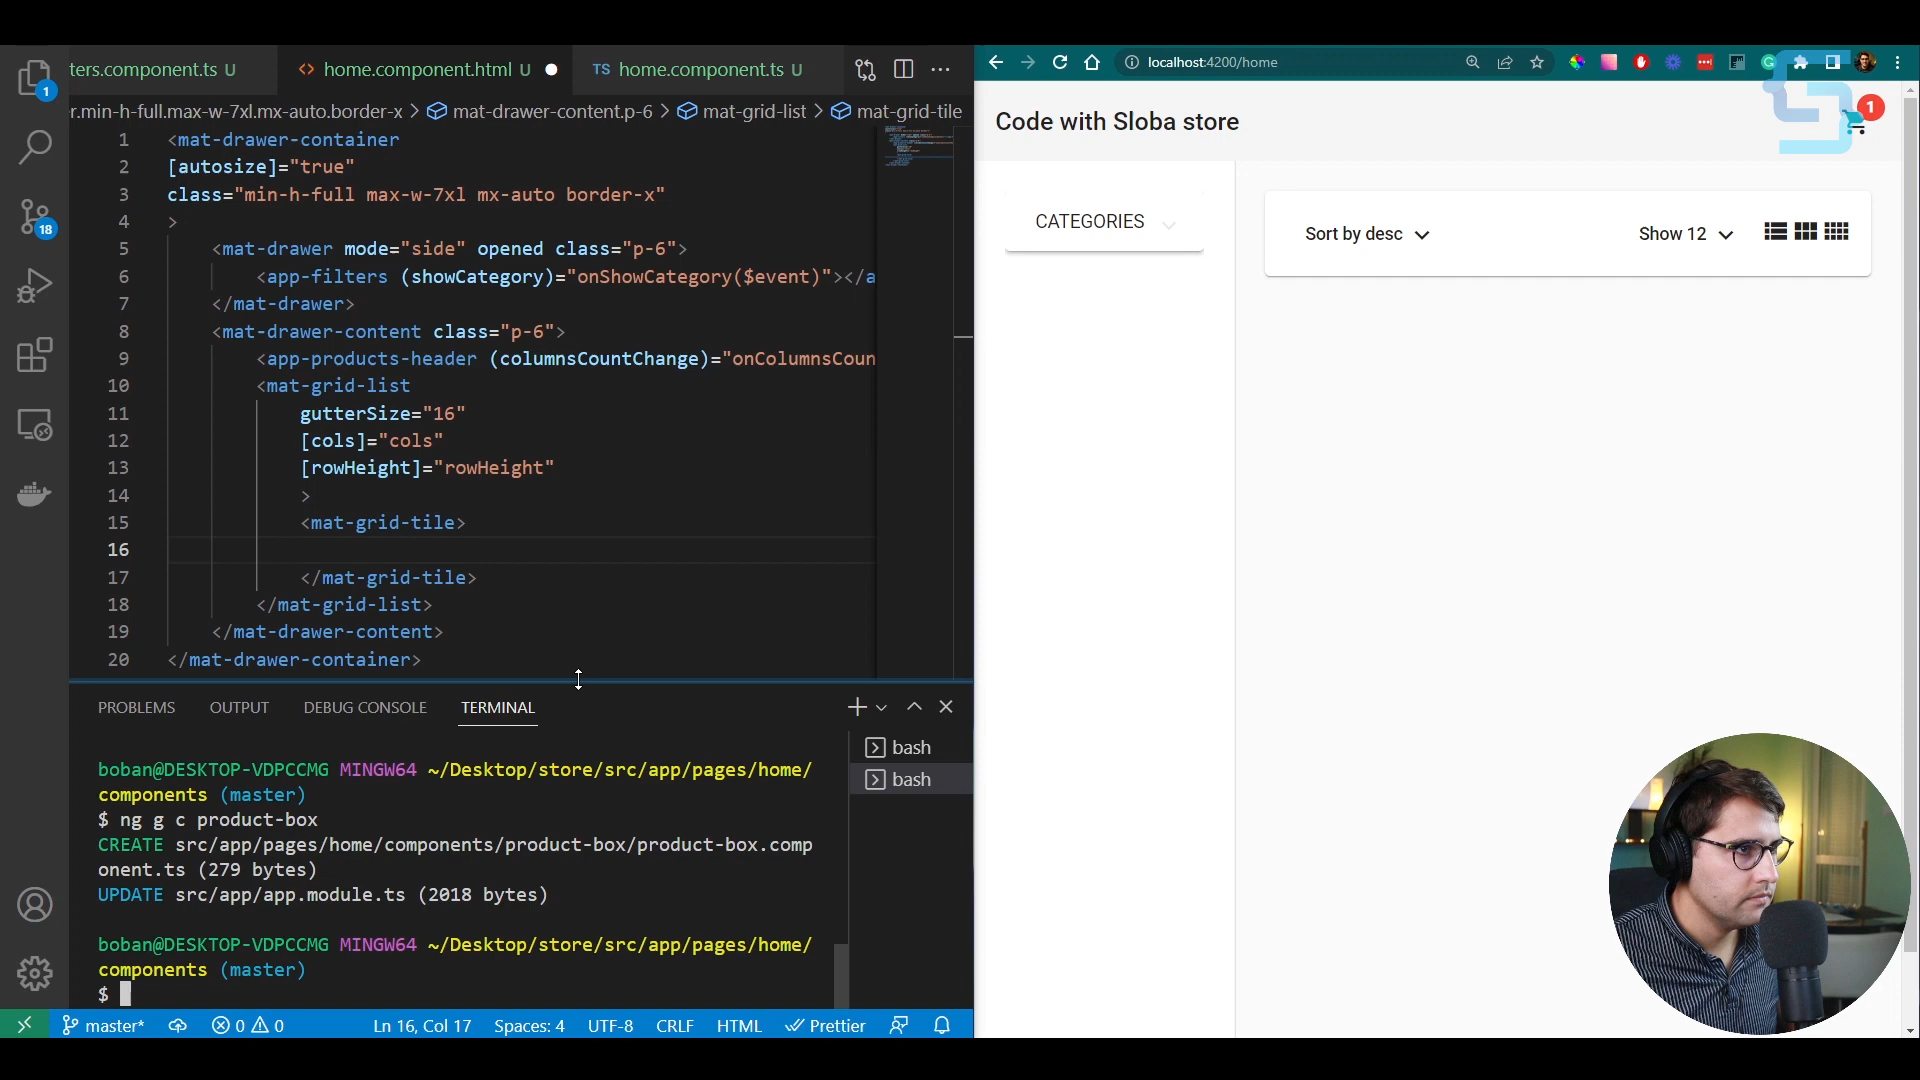 ters.component.ts U
<> home.component.html U
TS home.component.ts U
r.min-h-full.max-w-7xl.mx-auto.border-x > mat-drawer-content.p-6 > mat-grid-list > mat-grid-tile
1 <mat-drawer-container
2 [autosize]="true"
3 class="min-h-full max-w-7xl mx-auto border-x"
4 >
5 <mat-drawer mode="side" opened class="p-6">
6 <app-filters (showCategory)="onShowCategory($event)"></a
7 </mat-drawer>
8 <mat-drawer-content class="p-6">
9 <app-products-header (columnsCountChange)="onColumnsCoun
10 <mat-grid-list
11 gutterSize="16"
12 [cols]="cols"
13 [rowHeight]="rowHeight"
14 >
15 <mat-grid-tile>
16
17 </mat-grid-tile>
18 </mat-grid-list>
19 </mat-drawer-content>
20 </mat-drawer-container>
PROBLEMS OUTPUT DEBUG CONSOLE TERMINAL
boban@DESKTOP-VDPCCMG MINGW64 ~/Desktop/store/src/app/pages/home/
components (master)
$ ng g c product-box
CREATE src/app/pages/home/components/product-box/product-box.comp
onent.ts (279 bytes)
UPDATE src/app/app.module.ts (2018 bytes)
boban@DESKTOP-VDPCCMG MINGW64 ~/Desktop/store/src/app/pages/home/
components (master)
$
bash
bash
1
18
master* 0 0 Ln 16, Col 17 Spaces: 4 UTF-8 CRLF HTML Prettier
localhost:4200/home
Code with Sloba store
1
CATEGORIES
Sort by desc
Show 12